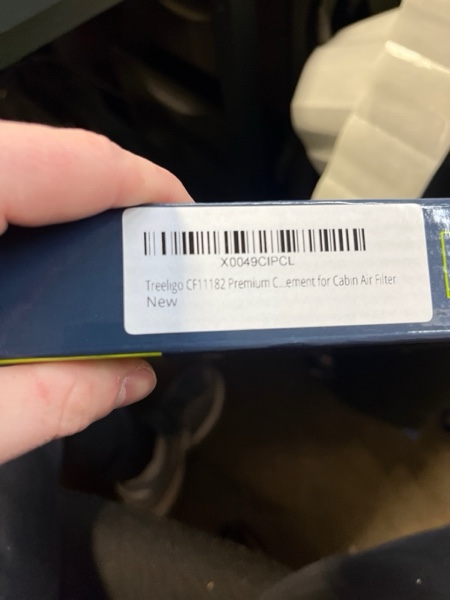 X0049CIPCL
Treeligo CF11182 Premium C...ement for Cabin Air Filter
New